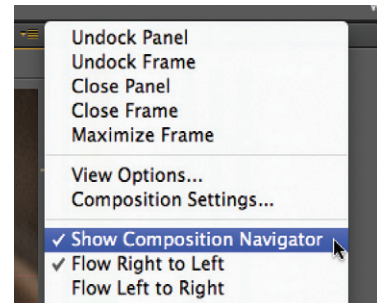 Undock Panel
Undock Frame
Close Panel
Close Frame
Maximize Frame
View Options...
Composition Settings...
✓ Show Composition Navigator
✓ Flow Right to Left
Flow Left to Right